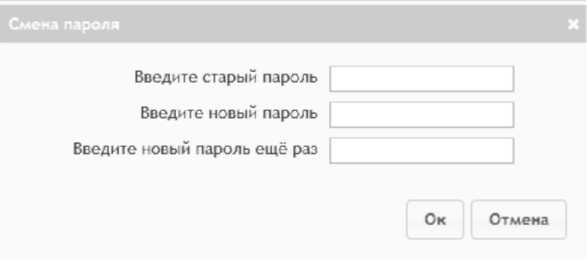 Смена пароля
Введите старый пароль
Введите новый пароль
Введите новый пароль ещё раз
Ок Отмена